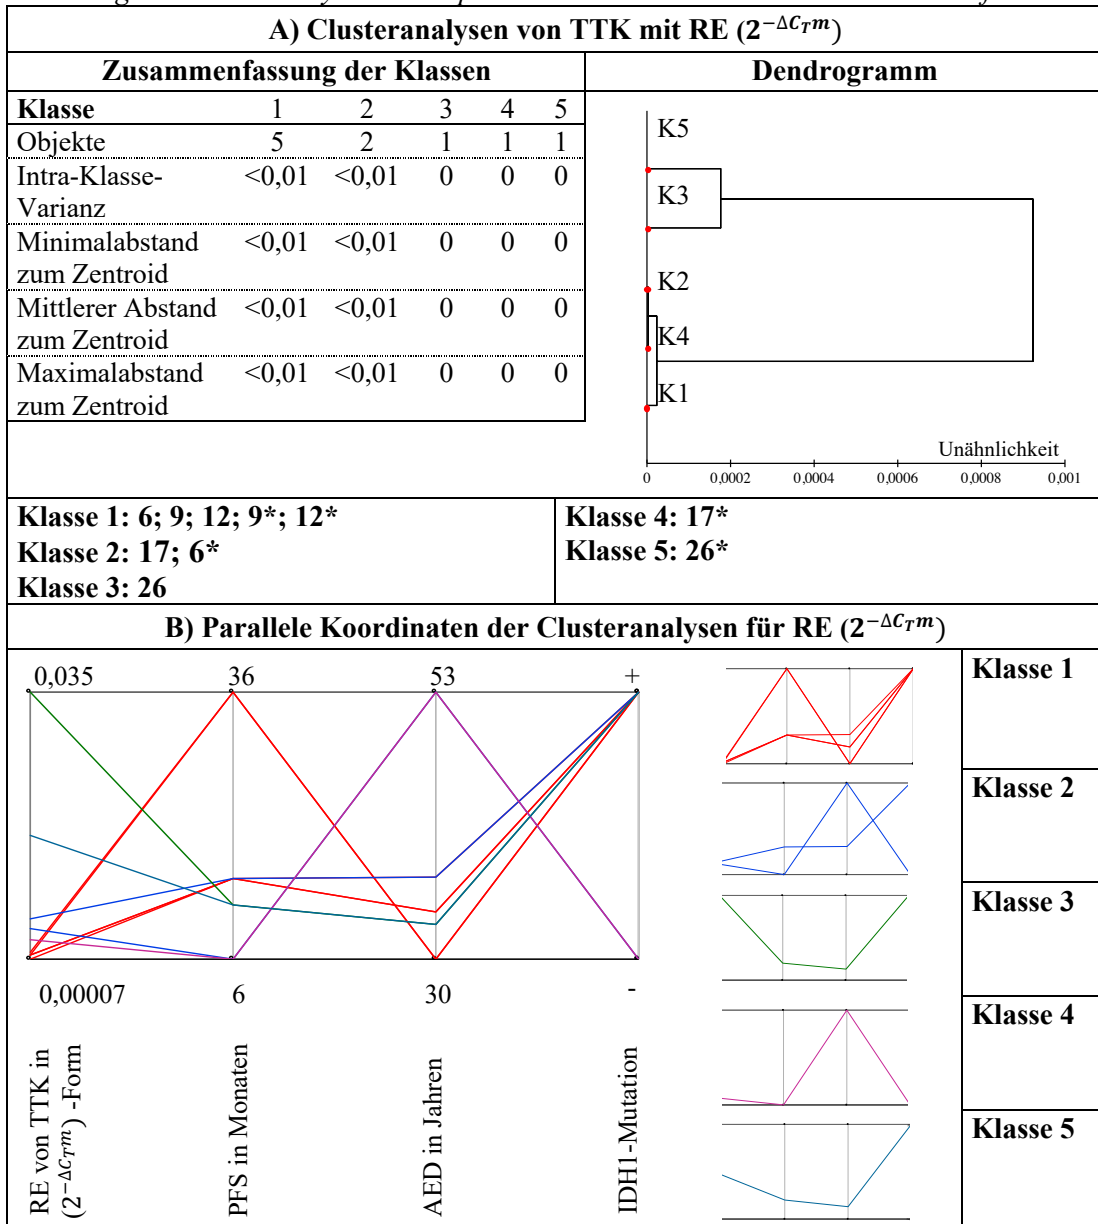 A) Clusteranalysen von TTK mit RE (2^−ΔC_Tm)
Zusammenfassung der Klassen
Dendrogramm
Klasse 1 2 3 4 5
Objekte 5 2 1 1 1
Intra-Klasse- <0,01 <0,01 0 0 0
Varianz
Minimalabstand <0,01 <0,01 0 0 0
zum Zentroid
Mittlerer Abstand <0,01 <0,01 0 0 0
zum Zentroid
Maximalabstand <0,01 <0,01 0 0 0
zum Zentroid
K5
K3
K2
K4
K1
Unähnlichkeit
0 0,0002 0,0004 0,0006 0,0008 0,001
Klasse 1: 6; 9; 12; 9*; 12*
Klasse 2: 17; 6*
Klasse 3: 26
Klasse 4: 17*
Klasse 5: 26*
B) Parallele Koordinaten der Clusteranalysen für RE (2^−ΔC_Tm)
0,035 36 53 +
0,00007 6 30 -
RE von TTK in
(2^−ΔC_Tm) -Form
PFS in Monaten
AED in Jahren
IDH1-Mutation
Klasse 1
Klasse 2
Klasse 3
Klasse 4
Klasse 5